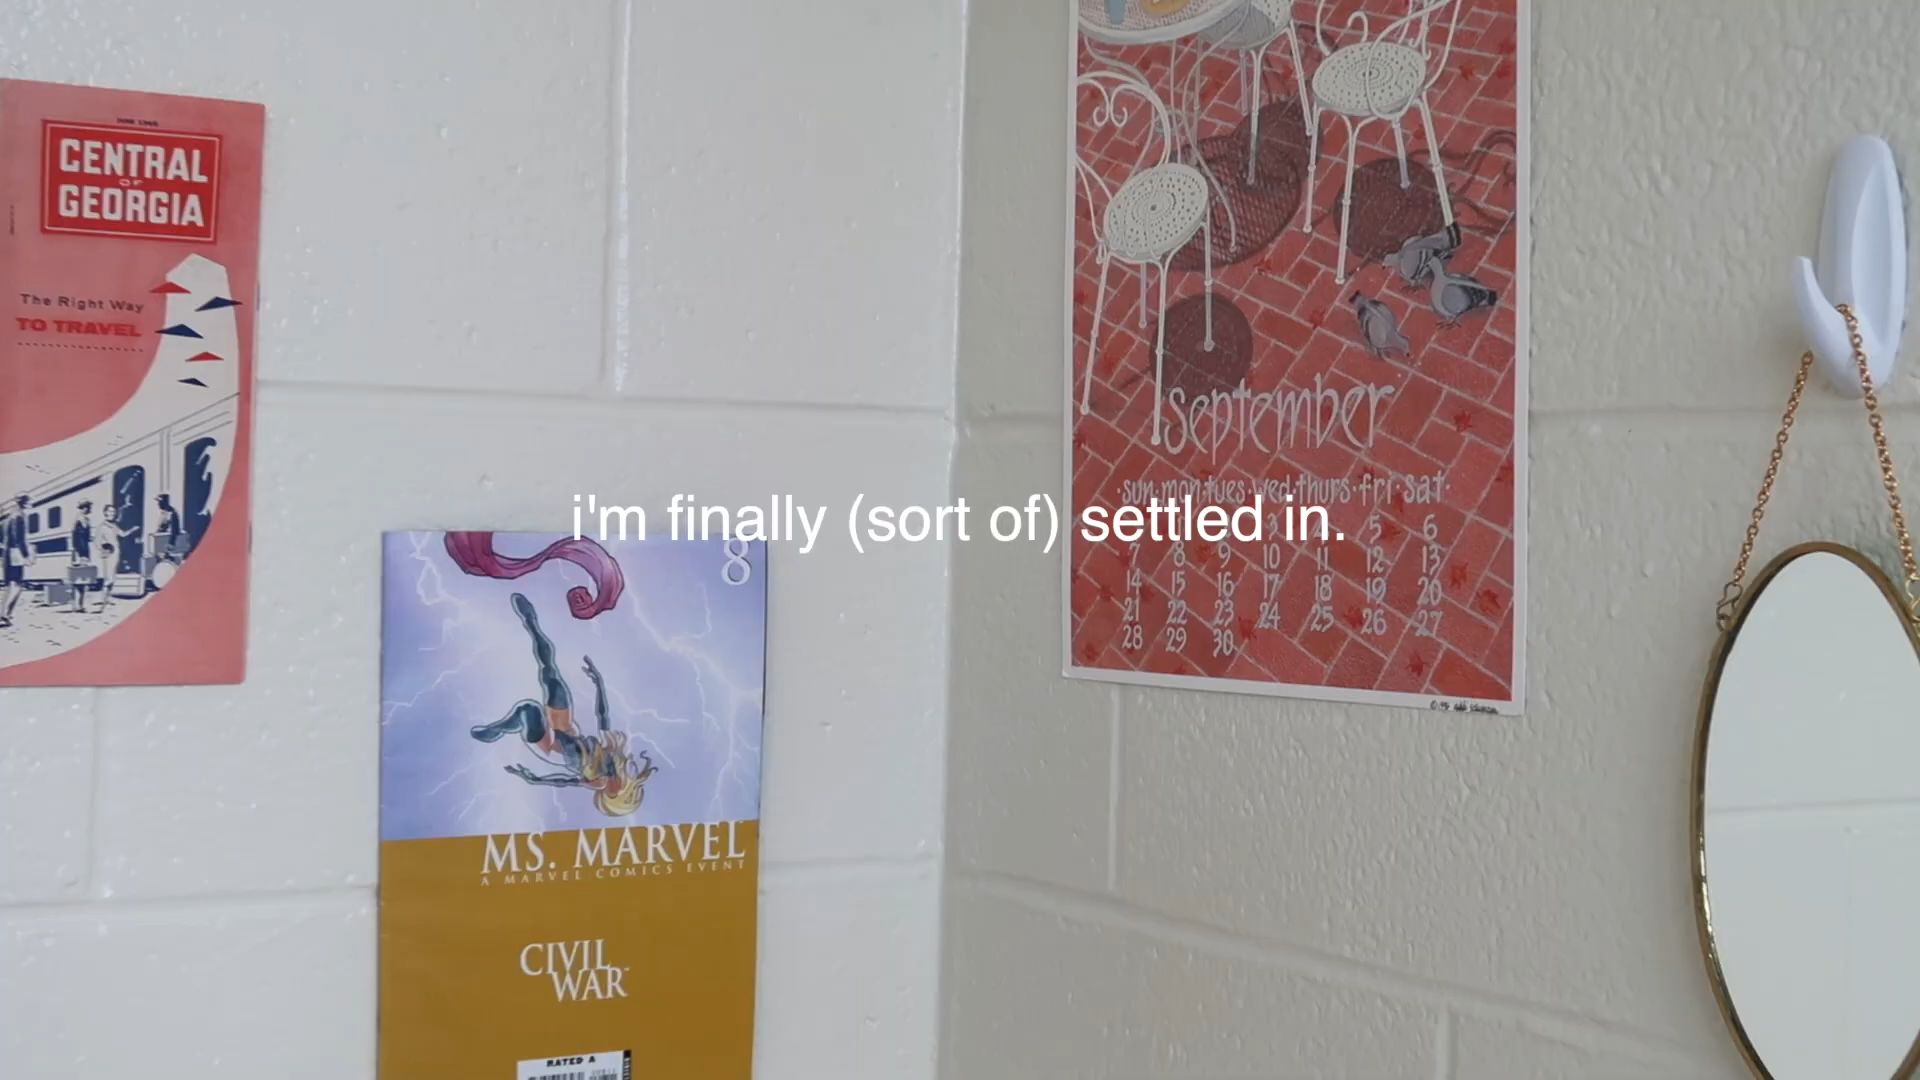 CENTRAL
OF
GEORGIA
The Right Way
TO TRAVEL
i'm finally (sort of) settled in.
8
MS. MARVEL
A MARVEL COMICS EVENT
CIVIL
WAR
RATED A
September
·sun·mon·tues·wed·thurs·fri·sat·
3 5 6
7 8 9 10 11 12 13
14 15 16 17 18 19 20
21 22 23 24 25 26 27
28 29 30